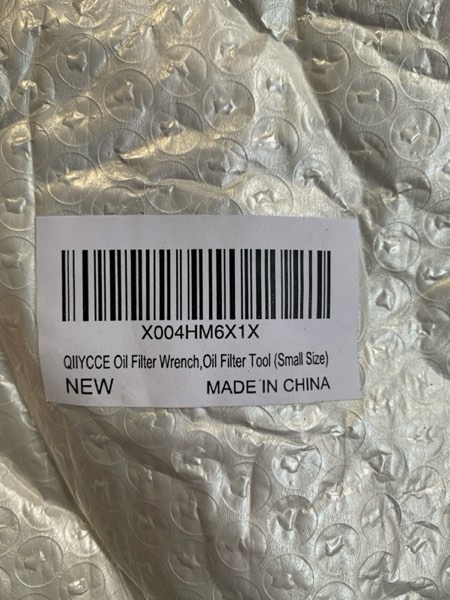 X004HM6X1X
QIIYCCE Oil Filter Wrench,Oil Filter Tool (Small Size)
NEW MADE IN CHINA